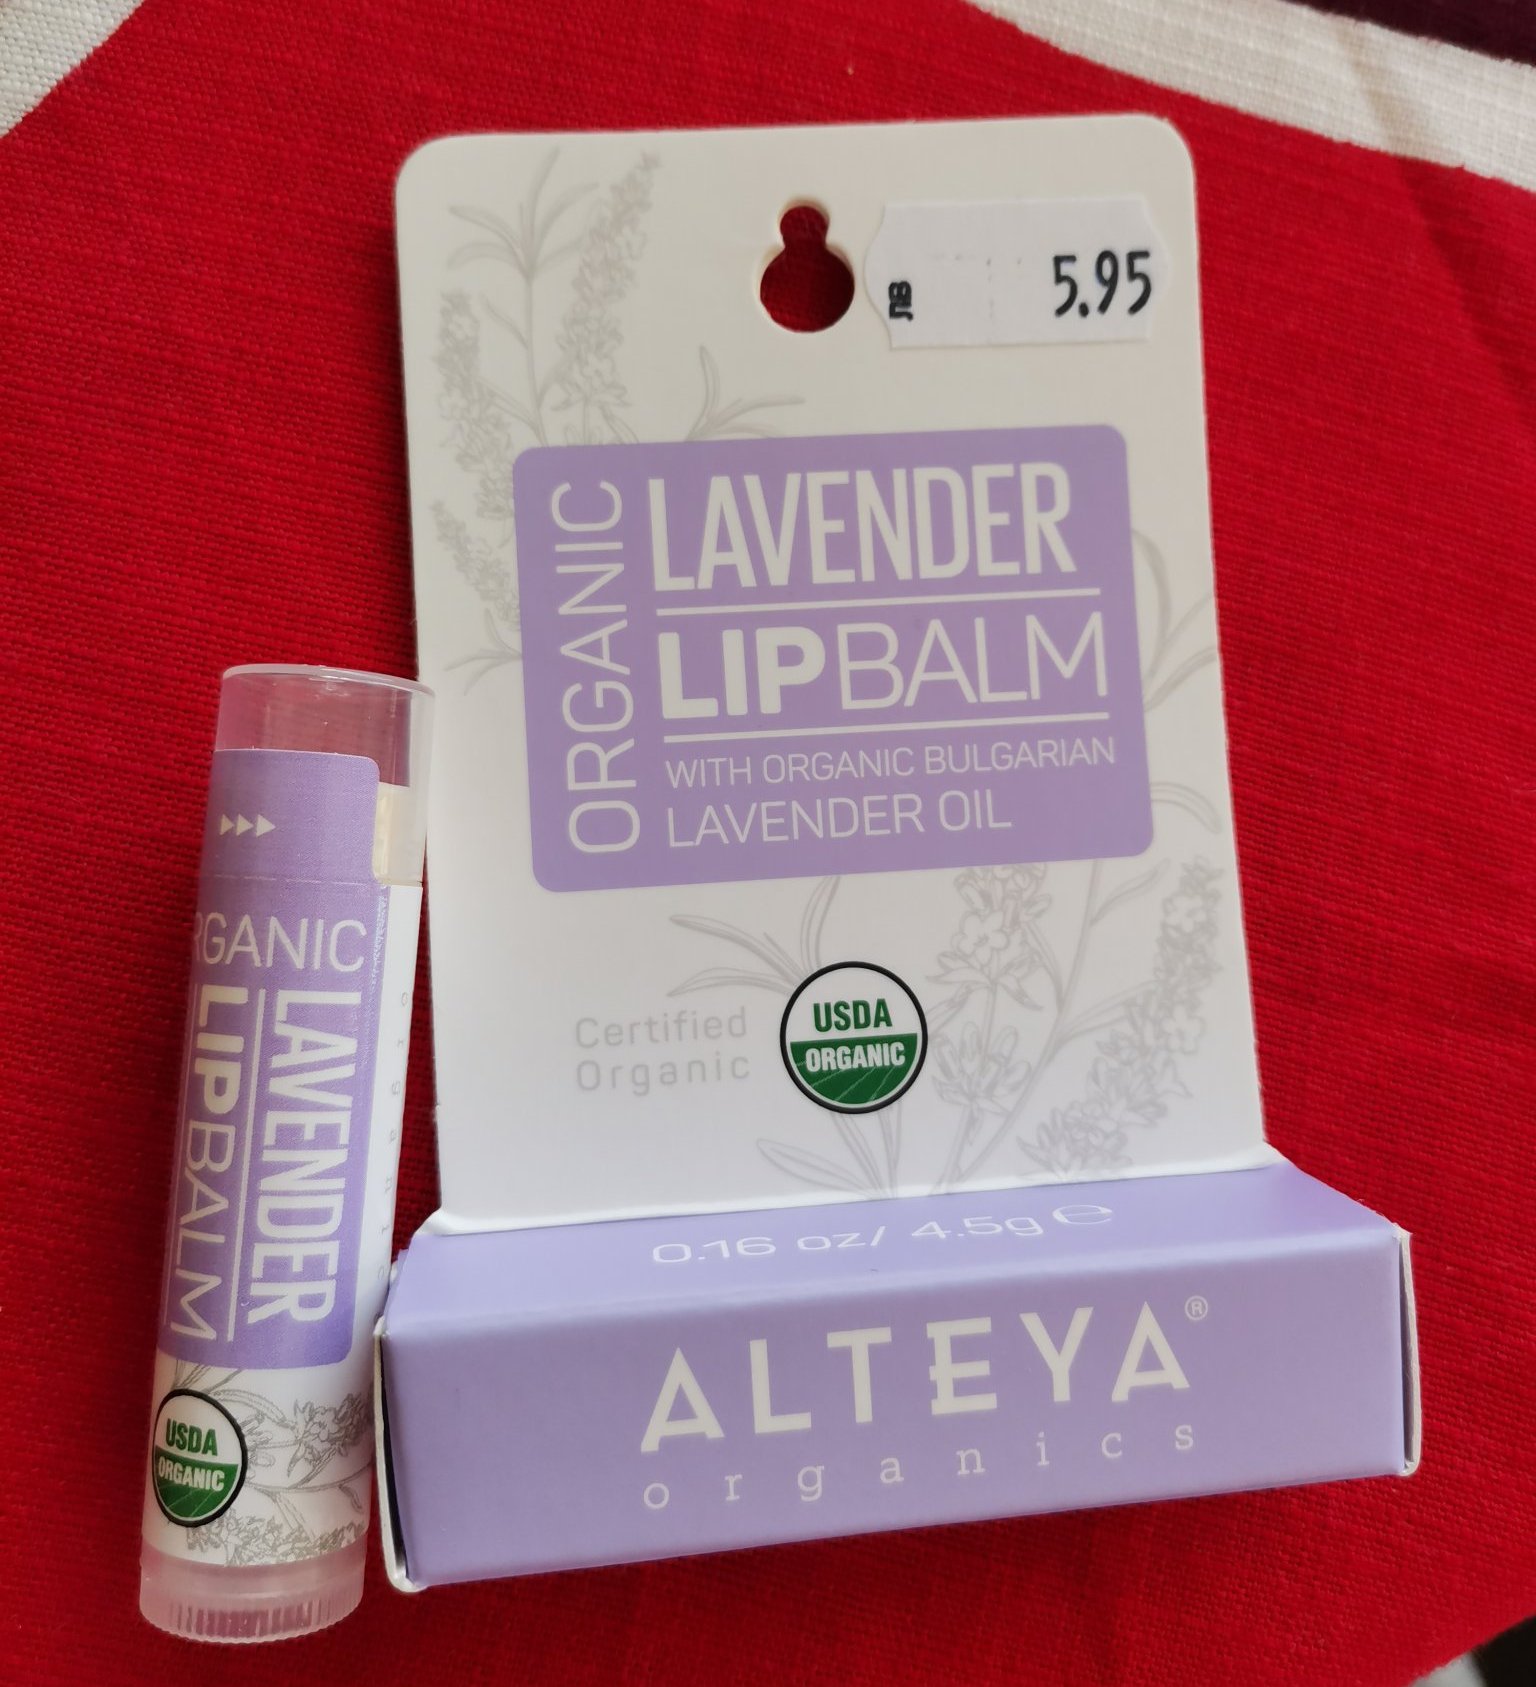 лв 5.95
ORGANIC
LAVENDER
LIPBALM
WITH ORGANIC BULGARIAN
LAVENDER OIL
Certified
Organic
USDA
ORGANIC
0.16 oz/ 4.5g ℮
ALTEYA®
organics
RGANIC
LAVENDER
LIPBALM
USDA
ORGANIC